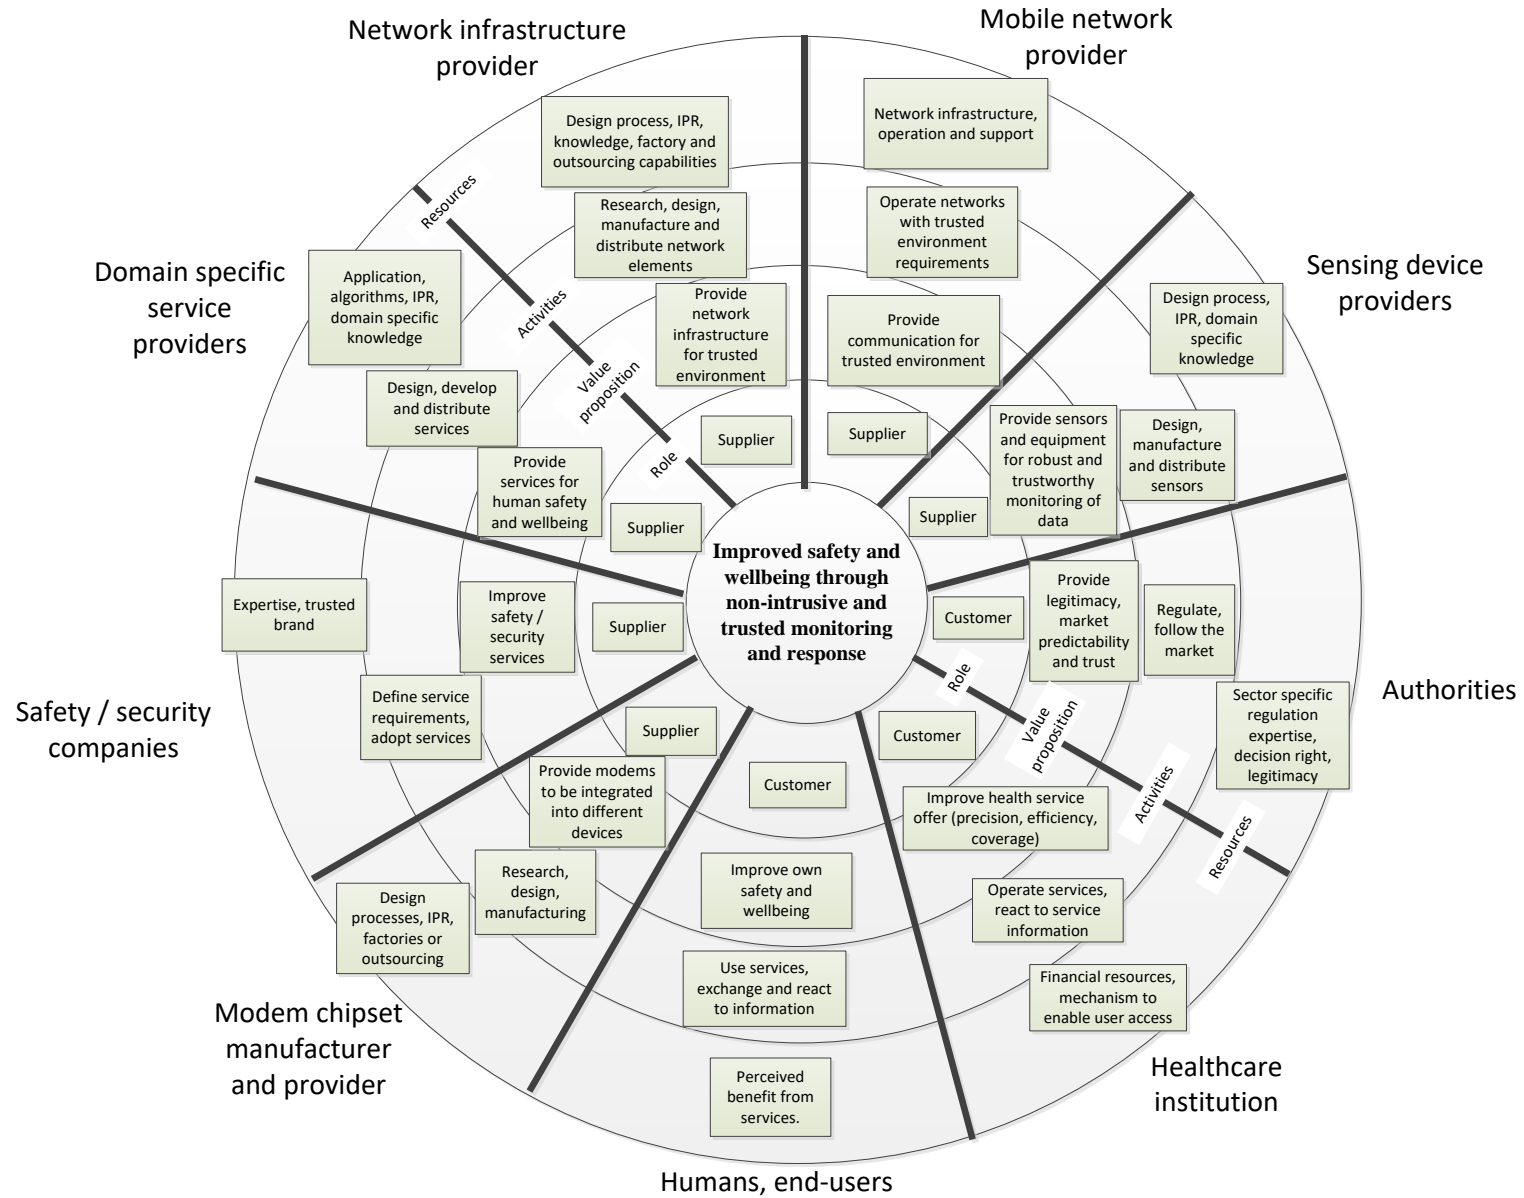 Network infrastructure
provider
Mobile network
provider
Design process, IPR,
knowledge, factory and
outsourcing capabilities
Network infrastructure,
operation and support
Resources
Research, design,
manufacture and
distribute network
elements
Operate networks
with trusted
environment
requirements
Domain specific
service
providers
Application,
algorithms, IPR,
domain specific
knowledge
Activities
Provide
network
infrastructure
for trusted
environment
Provide
communication for
trusted environment
Sensing device
providers
Design process,
IPR, domain
specific
knowledge
Value
proposition
Design, develop
and distribute
services
Role
Supplier
Supplier
Provide sensors
and equipment
for robust and
trustworthy
monitoring of
data
Design,
manufacture
and distribute
sensors
Provide
services for
human safety
and wellbeing
Supplier
Supplier
Improved safety and
wellbeing through
non-intrusive and
trusted monitoring
and response
Expertise, trusted
brand
Improve
safety /
security
services
Supplier
Customer
Provide
legitimacy,
market
predictability
and trust
Regulate,
follow the
market
Safety / security
companies
Define service
requirements,
adopt services
Supplier
Customer
Role
Value
proposition
Activities
Resources
Sector specific
regulation
expertise,
decision right,
legitimacy
Authorities
Provide modems
to be integrated
into different
devices
Customer
Improve health service
offer (precision, efficiency,
coverage)
Design
processes, IPR,
factories or
outsourcing
Research,
design,
manufacturing
Improve own
safety and
wellbeing
Operate services,
react to service
information
Modem chipset
manufacturer
and provider
Use services,
exchange and react
to information
Financial resources,
mechanism to
enable user access
Perceived
benefit from
services.
Healthcare
institution
Humans, end-users